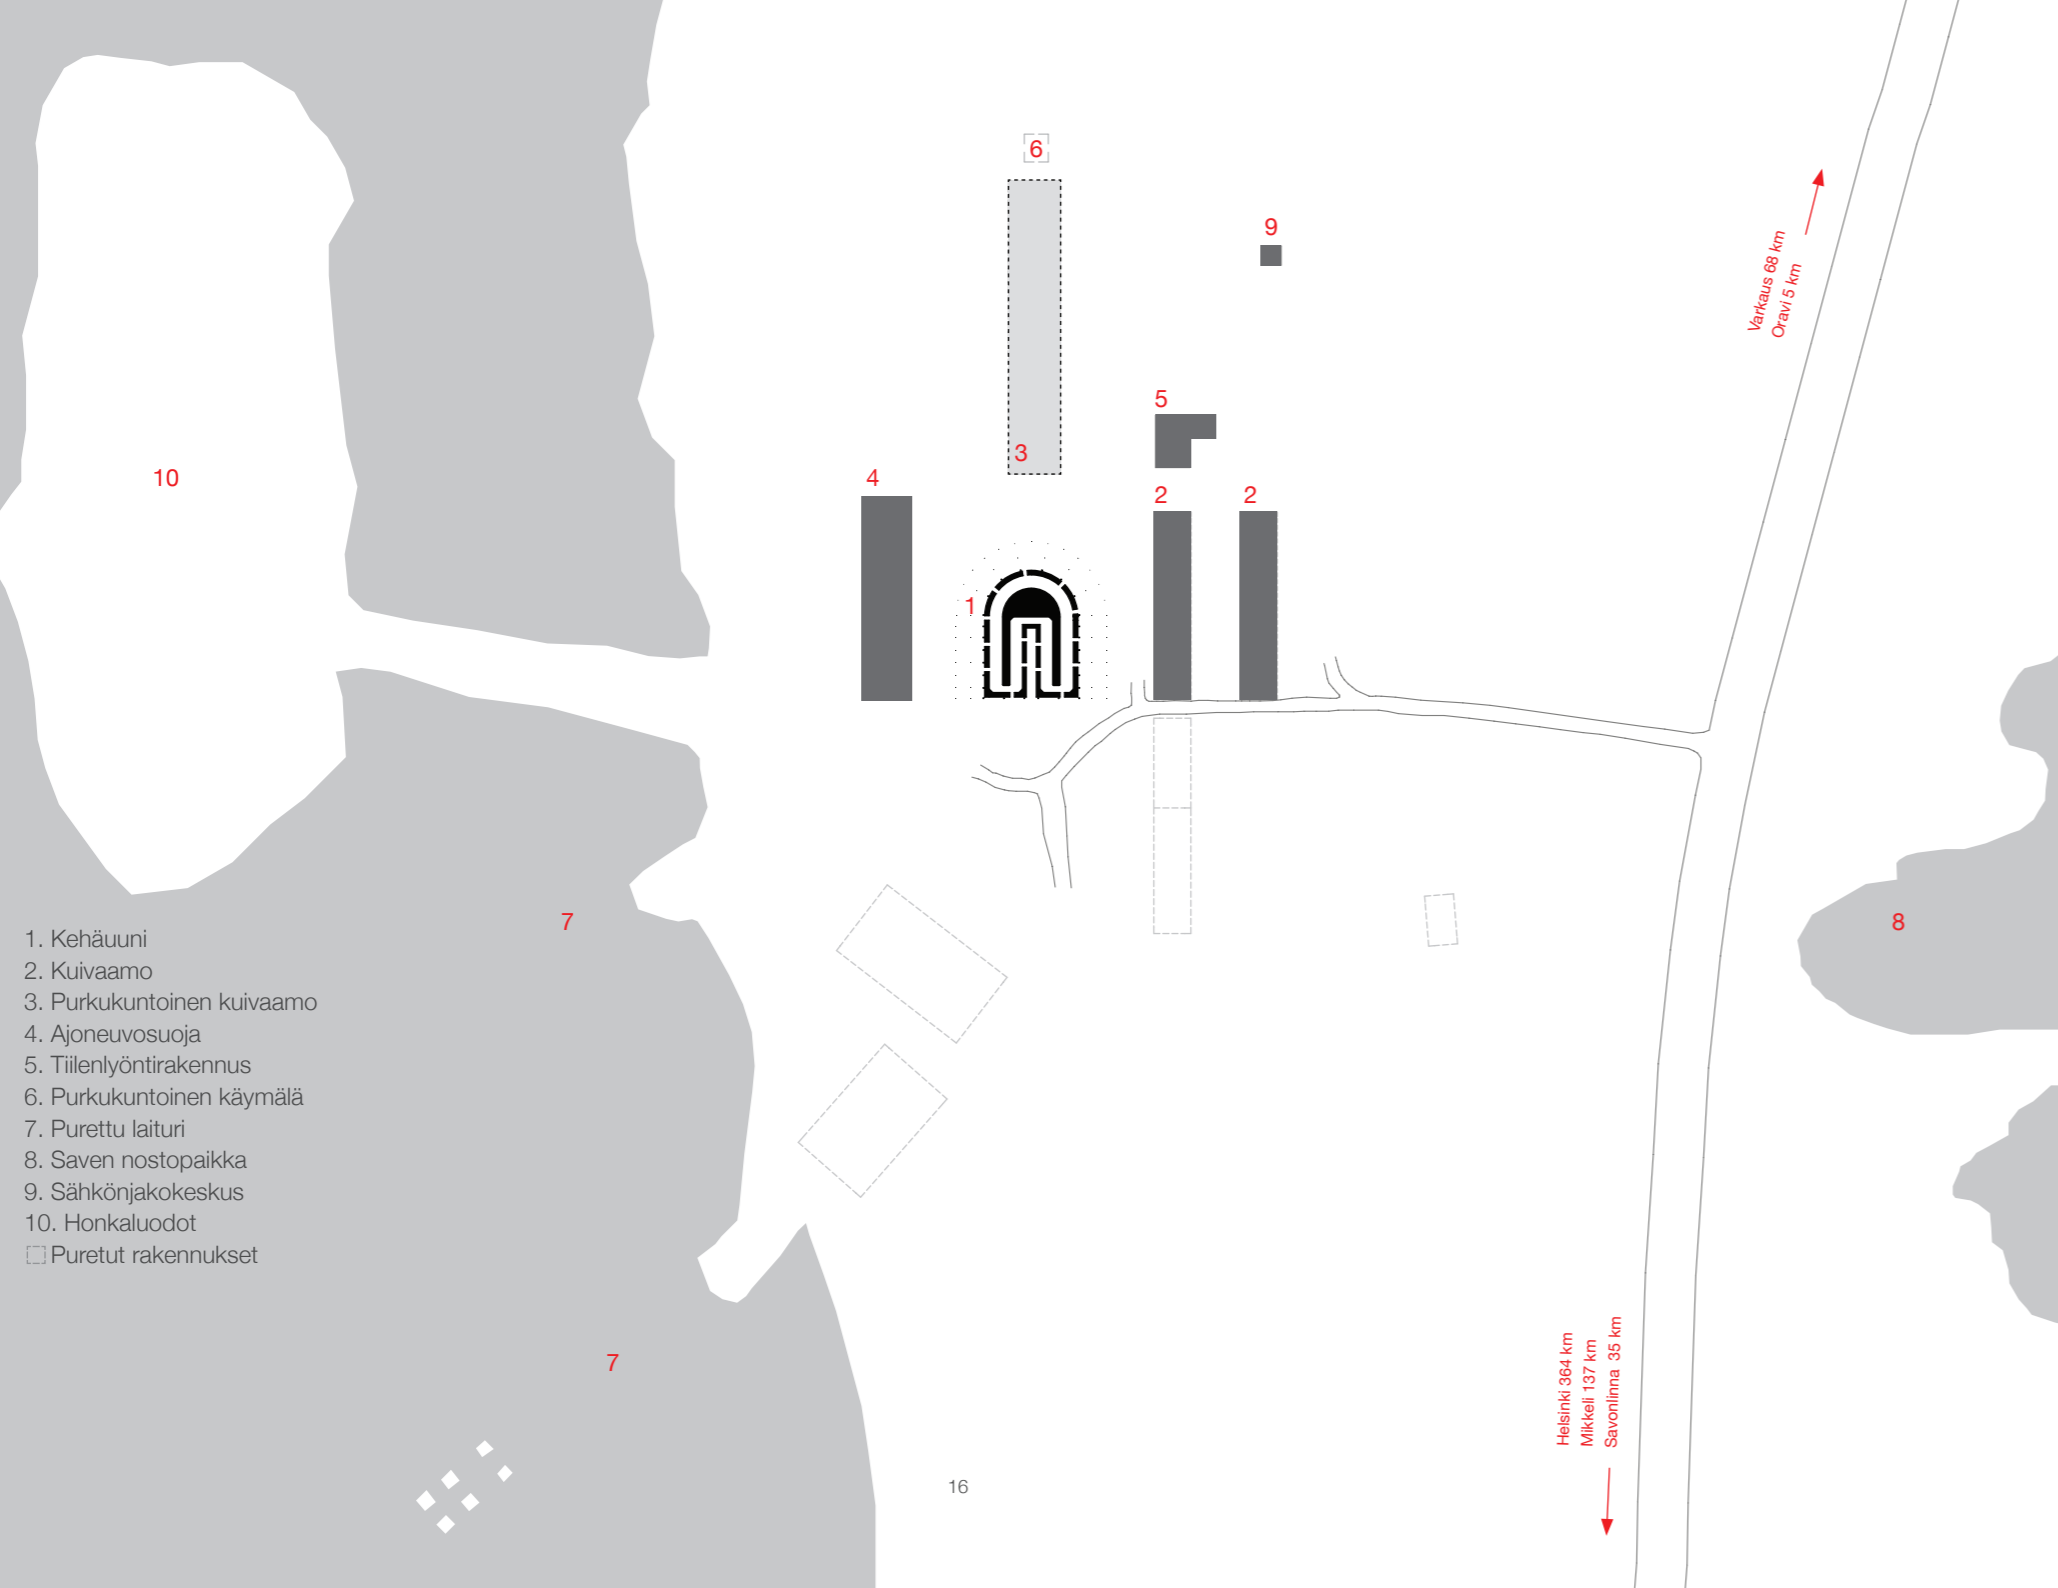 6
9
Varkaus 68 km
Oravi 5 km
5
3
4
10
2
2
1
7
8
1. Kehäuuni
2. Kuivaamo
3. Purkukuntoinen kuivaamo
4. Ajoneuvosuoja
5. Tiilenlyöntirakennus
6. Purkukuntoinen käymälä
7. Purettu laituri
8. Saven nostopaikka
9. Sähkönjakokeskus
10. Honkaluodot
Puretut rakennukset
7
Helsinki 364 km
Mikkeli 137 km
Savonlinna 35 km
16